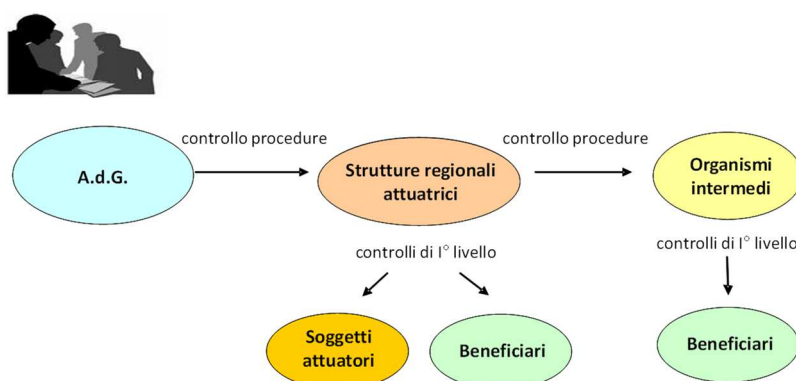 controllo procedure
controllo procedure
A.d.G.
Strutture regionali
attuatrici
Organismi
intermedi
controlli di I° livello
controlli di I° livello
Soggetti
attuatori
Beneficiari
Beneficiari